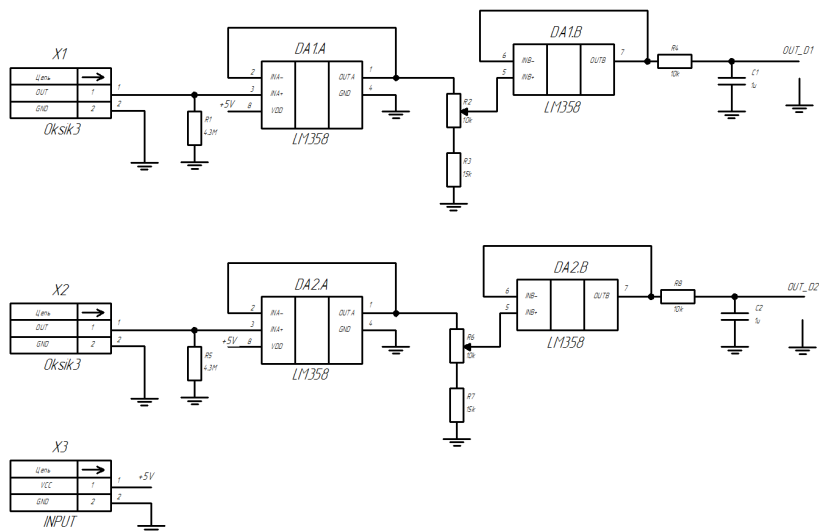 X1
Цепь
OUT 1
GND 2
1
2
Oksik3
R1
4.3M
+5V
DA1.A
2 INA-
3 INA+
8 VDD
OUT.A 1
GND 4
LM358
R2
10k
R3
15k
DA1.B
6 INB-
5 INB+
OUTB 7
LM358
R4
10k
C1
1u
OUT_D1
X2
Цепь
OUT 1
GND 2
1
2
Oksik3
R5
4.3M
+5V
DA2.A
2 INA-
3 INA+
8 VDD
OUT.A 1
GND 4
LM358
R6
10k
R7
15k
DA2.B
6 INB-
5 INB+
OUTB 7
LM358
R8
10k
C2
1u
OUT_D2
X3
Цепь
VCC 1
GND 2
1
2
+5V
INPUT